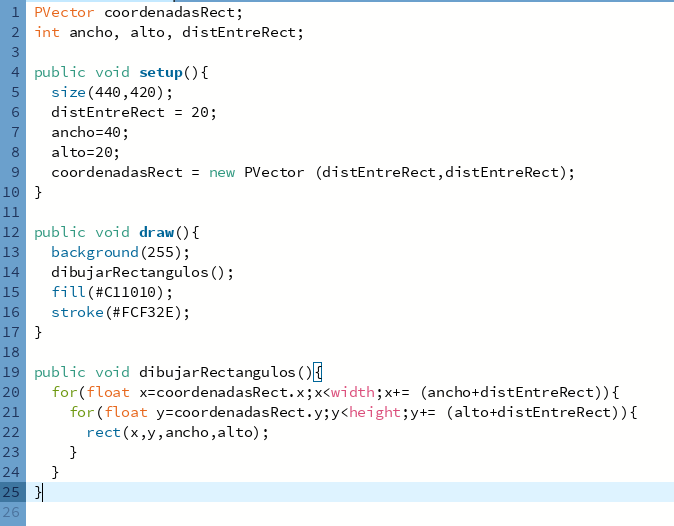 1 PVector coordenadasRect;
2 int ancho, alto, distEntreRect;
3
4 public void setup(){
5   size(440,420);
6   distEntreRect = 20;
7   ancho=40;
8   alto=20;
9   coordenadasRect = new PVector (distEntreRect,distEntreRect);
10 }
11
12 public void draw(){
13   background(255);
14   dibujarRectangulos();
15   fill(#C11010);
16   stroke(#FCF32E);
17 }
18
19 public void dibujarRectangulos(){
20   for(float x=coordenadasRect.x;x<width;x+= (ancho+distEntreRect)){
21     for(float y=coordenadasRect.y;y<height;y+= (alto+distEntreRect)){
22       rect(x,y,ancho,alto);
23     }
24   }
25 }
26